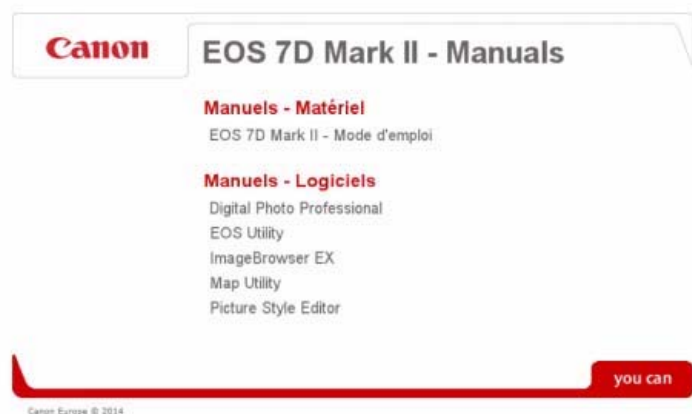 Canon
EOS 7D Mark II - Manuals
Manuels - Matériel
EOS 7D Mark II - Mode d'emploi
Manuels - Logiciels
Digital Photo Professional
EOS Utility
ImageBrowser EX
Map Utility
Picture Style Editor
you can
Canon Europe © 2014